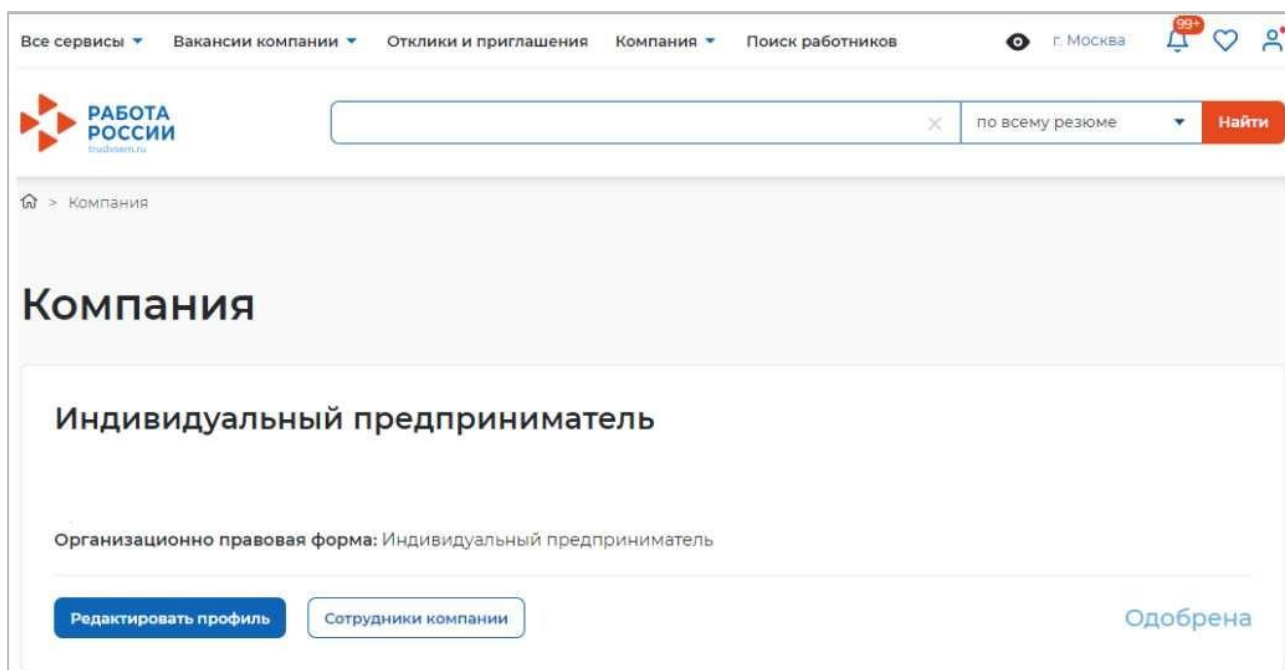 Все сервисы Вакансии компании Отклики и приглашения Компания Поиск работников г. Москва 99+
РАБОТА
РОССИИ
trudvsem.ru
по всему резюме Найти
> Компания
Компания
Индивидуальный предприниматель
Организационно правовая форма: Индивидуальный предприниматель
Редактировать профиль Сотрудники компании Одобрена